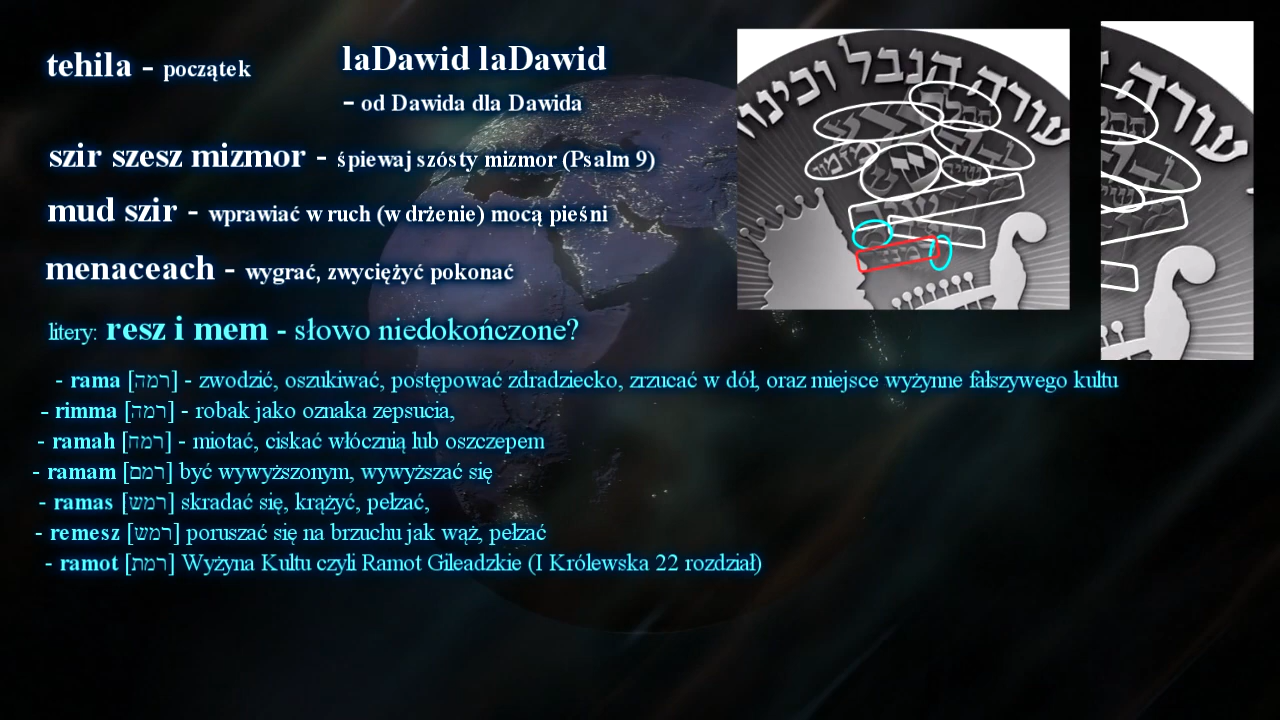 tehila - początek
laDawid laDawid
- od Dawida dla Dawida
szir szesz mizmor - śpiewaj szósty mizmor (Psalm 9)
mud szir - wprawiać w ruch (w drżenie) mocą pieśni
menaceach - wygrać, zwyciężyć pokonać
litery: resz i mem - słowo niedokończone?
- rama [רמה] - zwodzić, oszukiwać, postępować zdradziecko, zrzucać w dół, oraz miejsce wyżynne fałszywego kultu
- rimma [רמה] - robak jako oznaka zepsucia,
- ramah [רמח] - miotać, ciskać włócznią lub oszczepem
- ramam [רמם] być wywyższonym, wywyższać się
- ramas [רמש] skradać się, krążyć, pełzać,
- remesz [רמש] poruszać się na brzuchu jak wąż, pełzać
- ramot [רמת] Wyżyna Kultu czyli Ramot Gileadzkie (I Królewska 22 rozdział)
עורה הנבל וכינור
מזמור
עורה